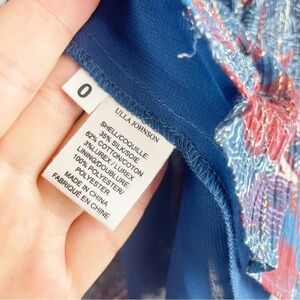 0
ULLA JOHNSON
SHELL/COQUILLE
35% SILK/SOIE
62% COTTON/COTON
3% LUREX / LUREX
LINING/DOUBLURE
100% POLYESTER/
POLYESTER
MADE IN CHINA
FABRIQUÉ EN CHINE